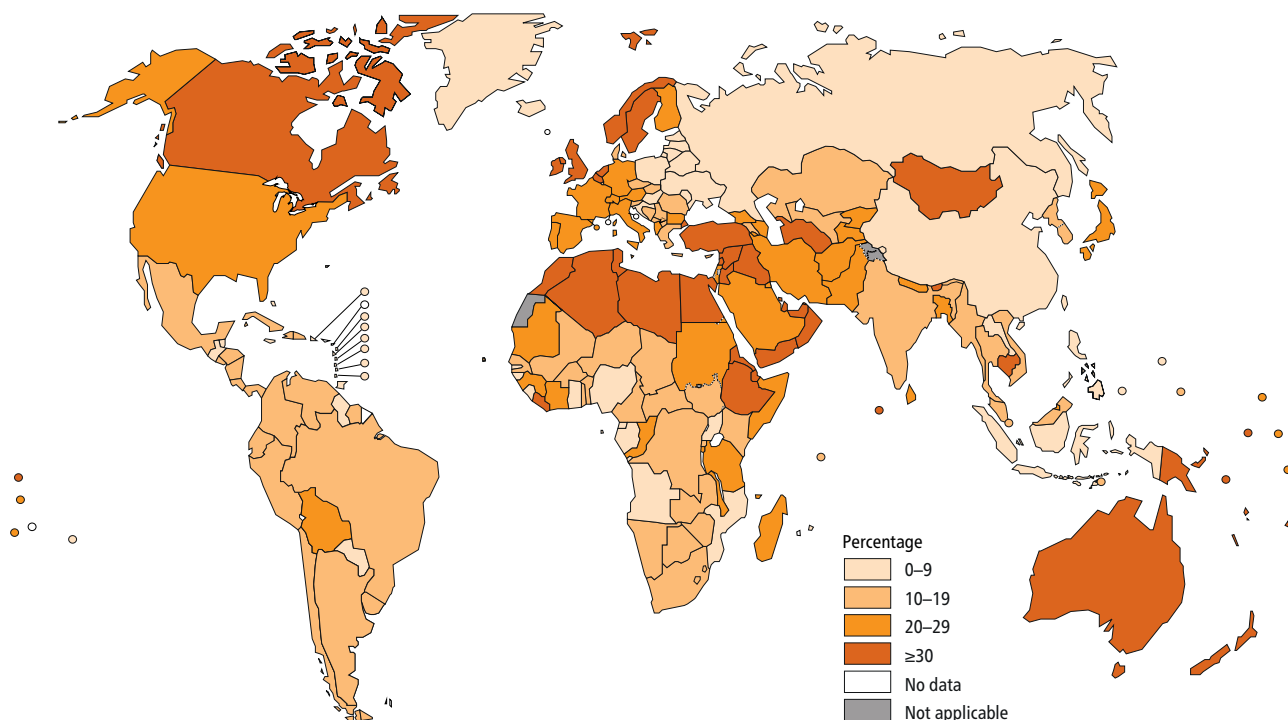 Percentage
0–9
10–19
20–29
≥30
No data
Not applicable